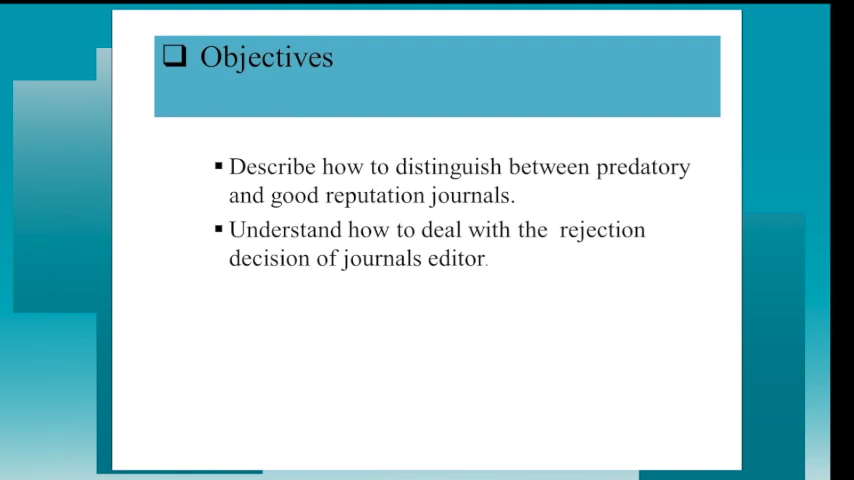 ❑ Objectives
▪ Describe how to distinguish between predatory
and good reputation journals.
▪ Understand how to deal with the  rejection
decision of journals editor.